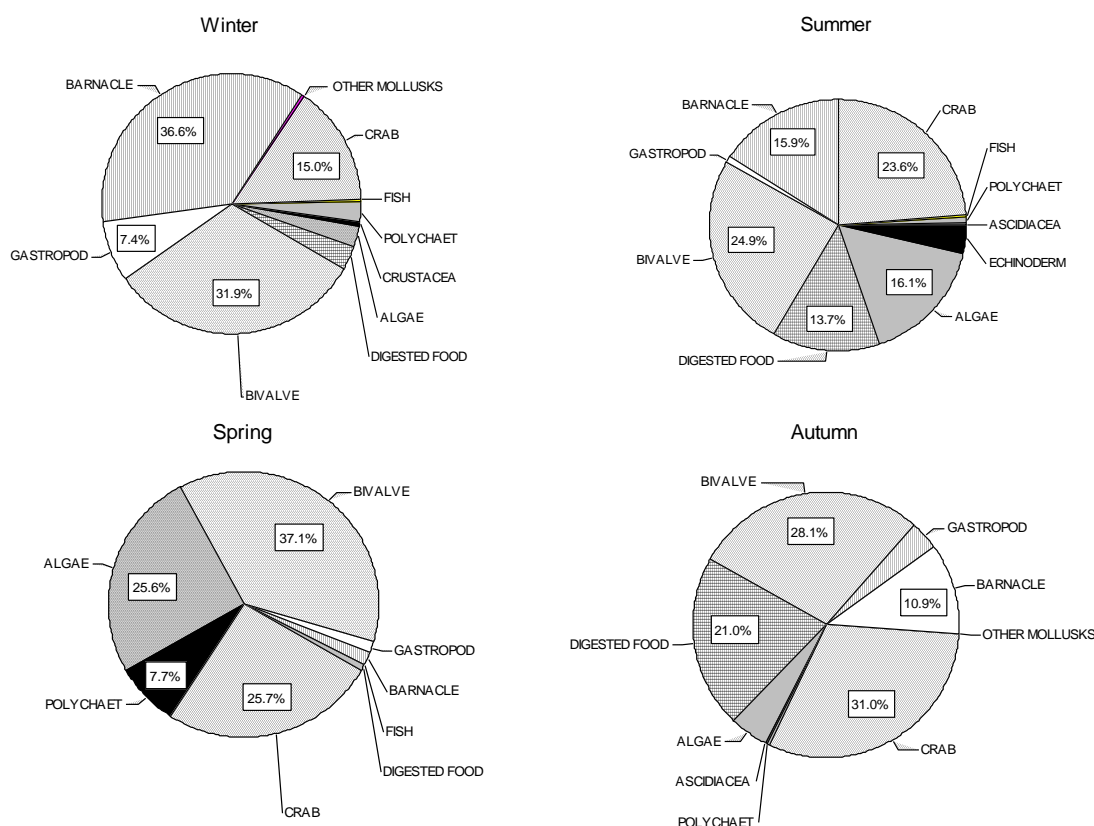 Winter
BARNACLE
OTHER MOLLUSKS
36.6%
CRAB
15.0%
FISH
POLYCHAET
7.4%
GASTROPOD
CRUSTACEA
31.9%
ALGAE
DIGESTED FOOD
BIVALVE
Summer
BARNACLE
CRAB
15.9%
FISH
GASTROPOD
23.6%
POLYCHAET
ASCIDIACEA
24.9%
BIVALVE
ECHINODERM
16.1%
ALGAE
13.7%
DIGESTED FOOD
Spring
BIVALVE
37.1%
ALGAE
25.6%
GASTROPOD
7.7%
BARNACLE
POLYCHAET
25.7%
FISH
DIGESTED FOOD
CRAB
Autumn
BIVALVE
GASTROPOD
28.1%
BARNACLE
10.9%
DIGESTED FOOD
21.0%
OTHER MOLLUSKS
31.0%
ALGAE
CRAB
ASCIDIACEA
POLYCHAET